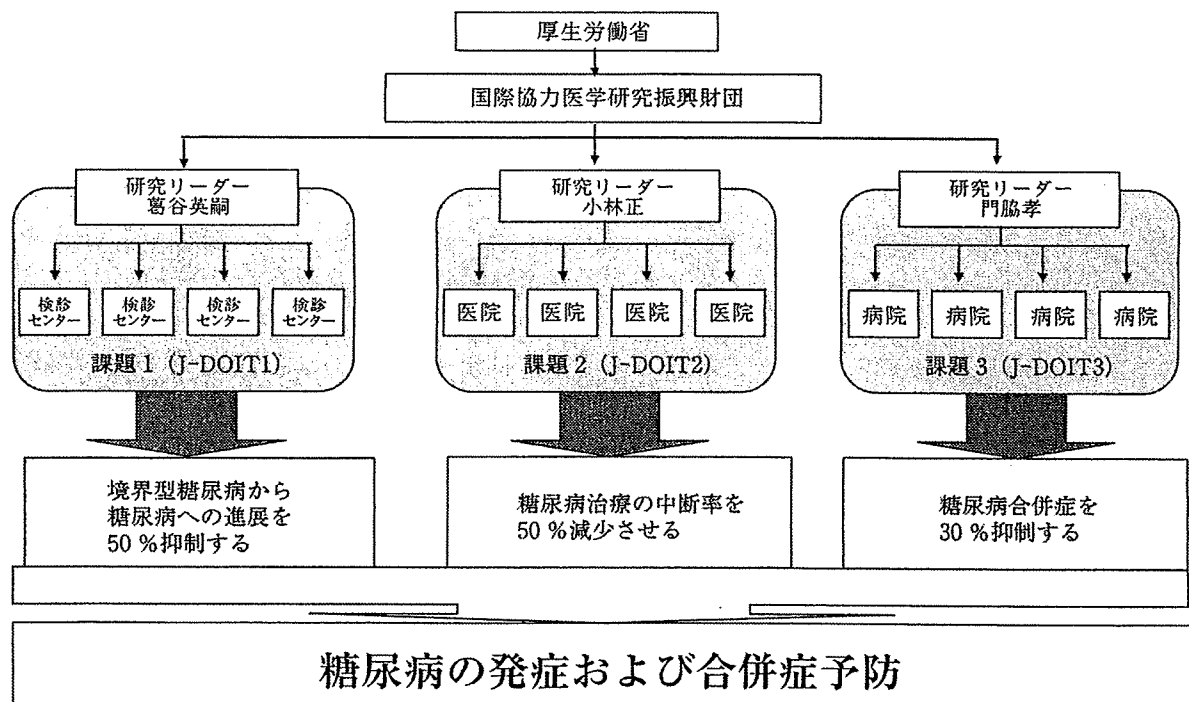 厚生労働省
国際協力医学研究振興財団
研究リーダー
葛谷英嗣
研究リーダー
小林正
研究リーダー
門脇孝
検診
センター
検診
センター
検診
センター
検診
センター
医院
医院
医院
医院
病院
病院
病院
病院
課題1(J-DOIT1)
課題2(J-DOIT2)
課題3(J-DOIT3)
境界型糖尿病から
糖尿病への進展を
50%抑制する
糖尿病治療の中断率を
50%減少させる
糖尿病合併症を
30%抑制する
糖尿病の発症および合併症予防